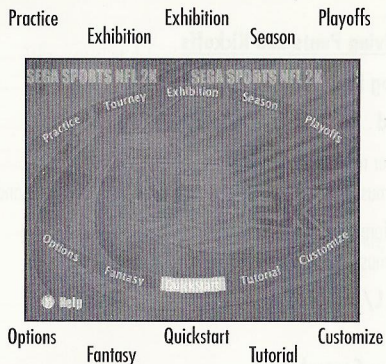 Practice Exhibition Playoffs
Exhibition Season
SEGA SPORTS NFL 2K SEGA SPORTS NFL 2K
Practice Tourney Exhibition Season Playoffs
Options Fantasy Quickstart Tutorial Customize
Help
Options Quickstart Customize
Fantasy Tutorial